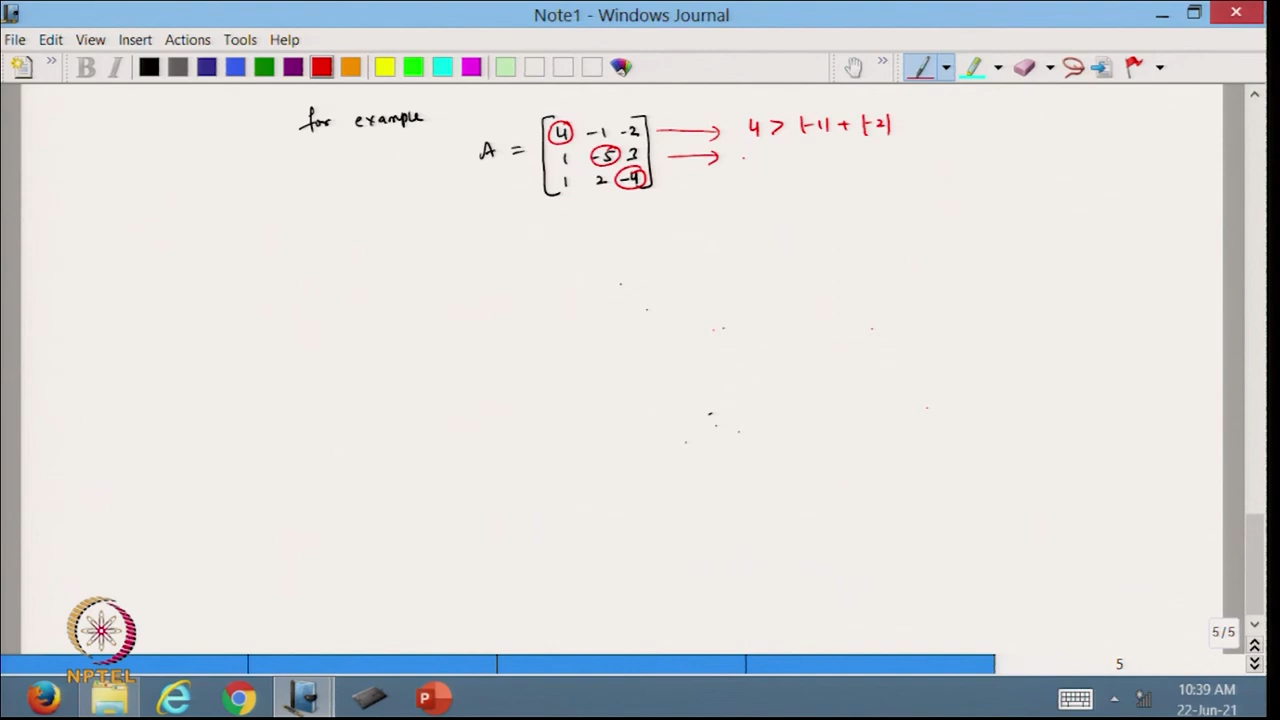 Note1 - Windows Journal
File Edit View Insert Actions Tools Help
B I
for example
A = [4 -1 -2 → 4 > |-1| + |-2|
1 -5 3 →
1 2 -4]
5/5
5
NPTEL
10:39 AM
22-Jun-21